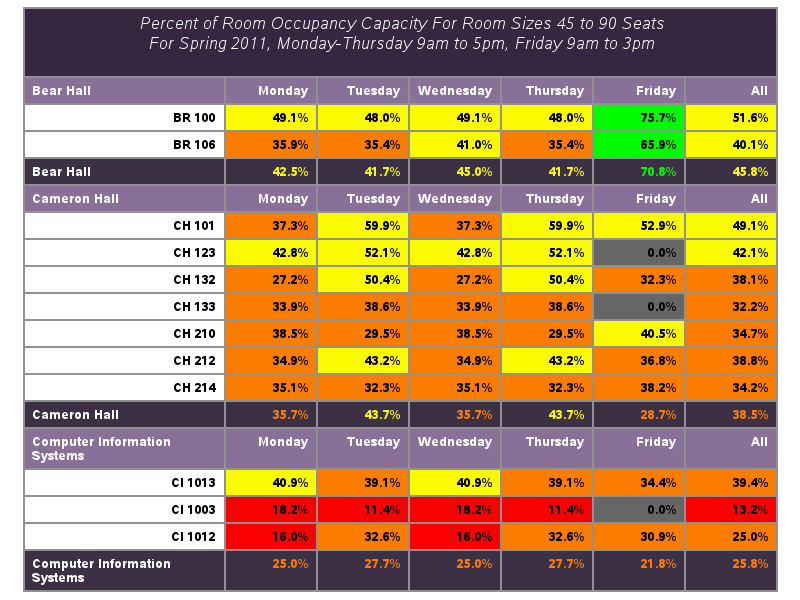 Percent of Room Occupancy Capacity For Room Sizes 45 to 90 Seats
For Spring 2011, Monday-Thursday 9am to 5pm, Friday 9am to 3pm
Bear Hall Monday Tuesday Wednesday Thursday Friday All
BR 100 49.1% 48.0% 49.1% 48.0% 75.7% 51.6%
BR 106 35.9% 35.4% 41.0% 35.4% 65.9% 40.1%
Bear Hall 42.5% 41.7% 45.0% 41.7% 70.8% 45.8%
Cameron Hall Monday Tuesday Wednesday Thursday Friday All
CH 101 37.3% 59.9% 37.3% 59.9% 52.9% 49.1%
CH 123 42.8% 52.1% 42.8% 52.1% 0.0% 42.1%
CH 132 27.2% 50.4% 27.2% 50.4% 32.3% 38.1%
CH 133 33.9% 38.6% 33.9% 38.6% 0.0% 32.2%
CH 210 38.5% 29.5% 38.5% 29.5% 40.5% 34.7%
CH 212 34.9% 43.2% 34.9% 43.2% 36.8% 38.8%
CH 214 35.1% 32.3% 35.1% 32.3% 38.2% 34.2%
Cameron Hall 35.7% 43.7% 35.7% 43.7% 28.7% 38.5%
Computer Information Monday Tuesday Wednesday Thursday Friday All
Systems
CI 1013 40.9% 39.1% 40.9% 39.1% 34.4% 39.4%
CI 1003 18.2% 11.4% 18.2% 11.4% 0.0% 13.2%
CI 1012 16.0% 32.6% 16.0% 32.6% 30.9% 25.0%
Computer Information 25.0% 27.7% 25.0% 27.7% 21.8% 25.8%
Systems